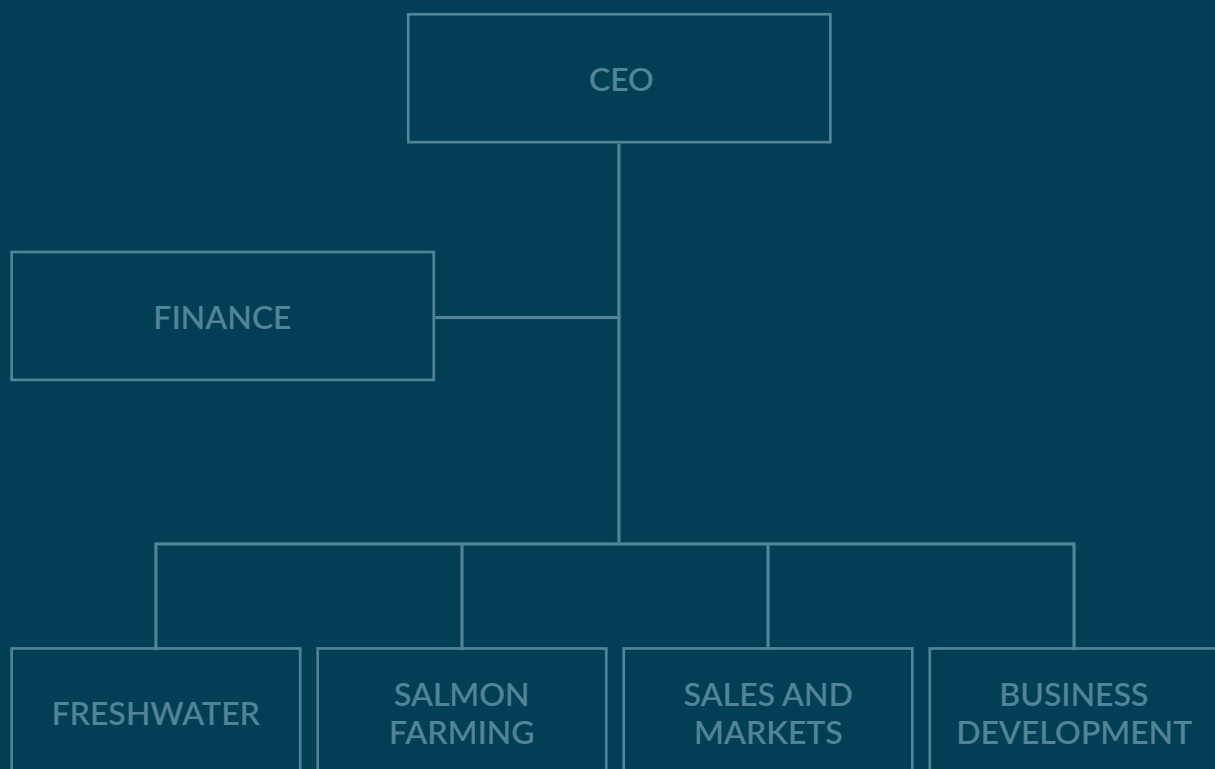 CEO
FINANCE
FRESHWATER
SALMON
FARMING
SALES AND
MARKETS
BUSINESS
DEVELOPMENT